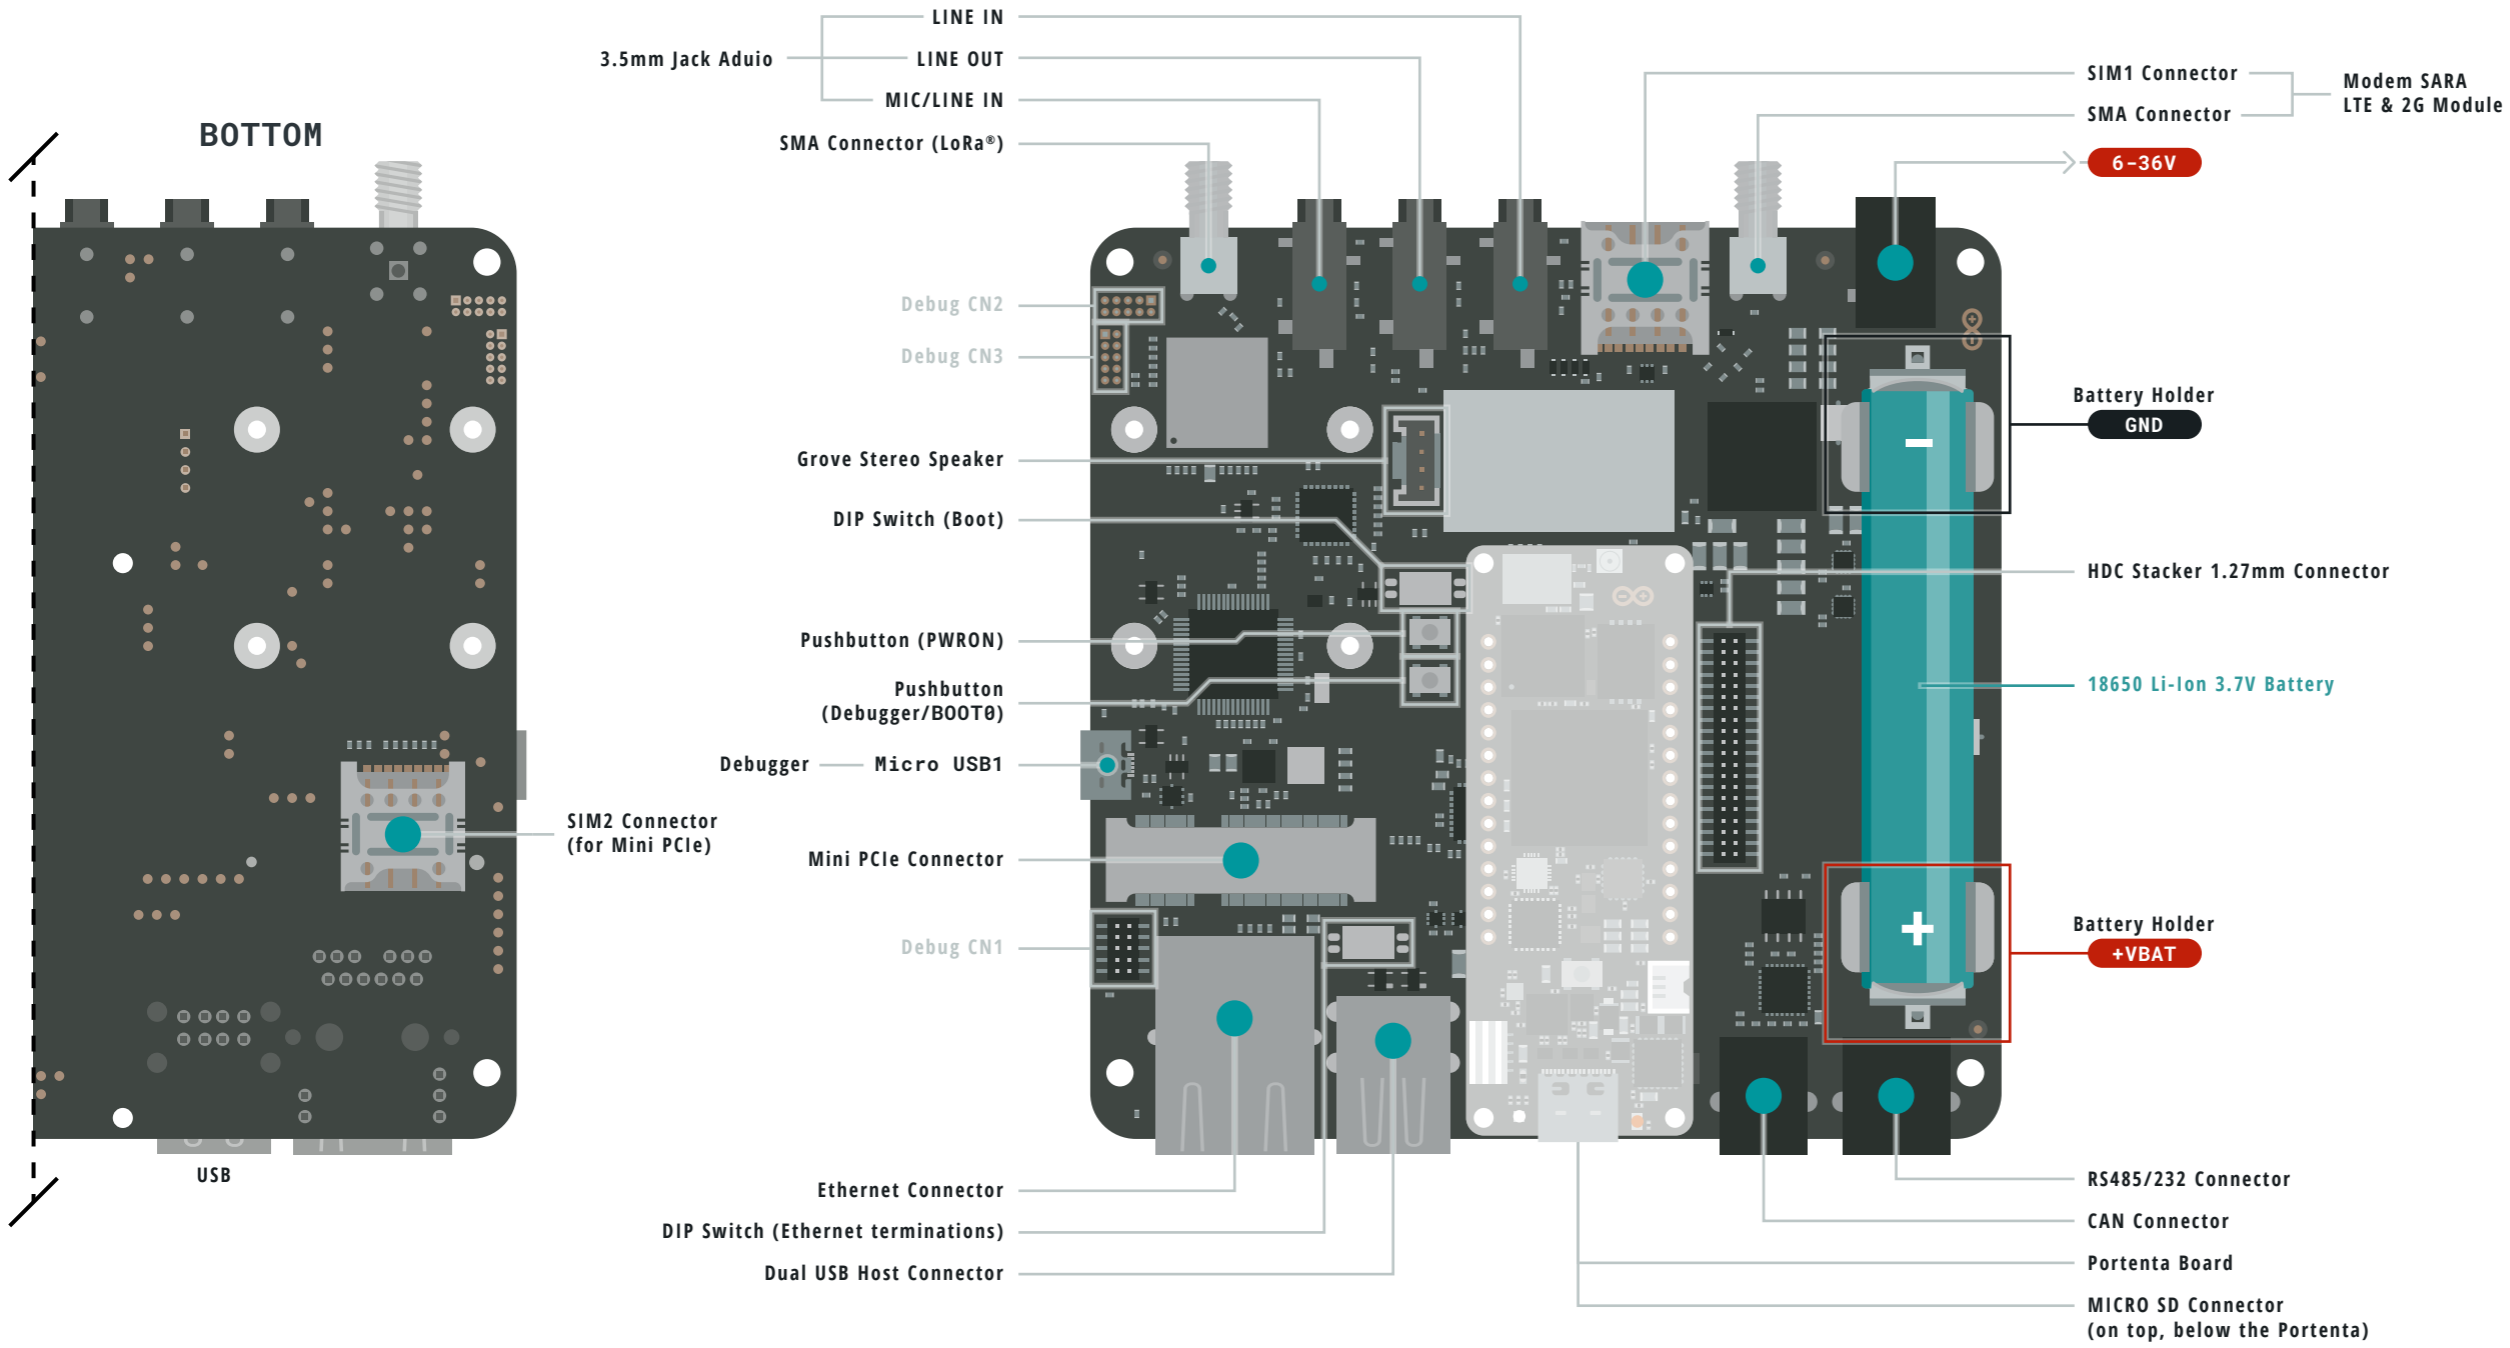 BOTTOM
USB
SIM2 Connector
(for Mini PCIe)
3.5mm Jack Aduio
LINE IN
LINE OUT
MIC/LINE IN
SMA Connector (LoRa®)
Debug CN2
Debug CN3
Grove Stereo Speaker
DIP Switch (Boot)
Pushbutton (PWRON)
Pushbutton
(Debugger/BOOT0)
Debugger
Micro USB1
Mini PCIe Connector
Debug CN1
Ethernet Connector
DIP Switch (Ethernet terminations)
Dual USB Host Connector
SIM1 Connector
SMA Connector
Modem SARA
LTE & 2G Module
6-36V
Battery Holder
GND
-
HDC Stacker 1.27mm Connector
18650 Li-Ion 3.7V Battery
+
Battery Holder
+VBAT
RS485/232 Connector
CAN Connector
Portenta Board
MICRO SD Connector
(on top, below the Portenta)